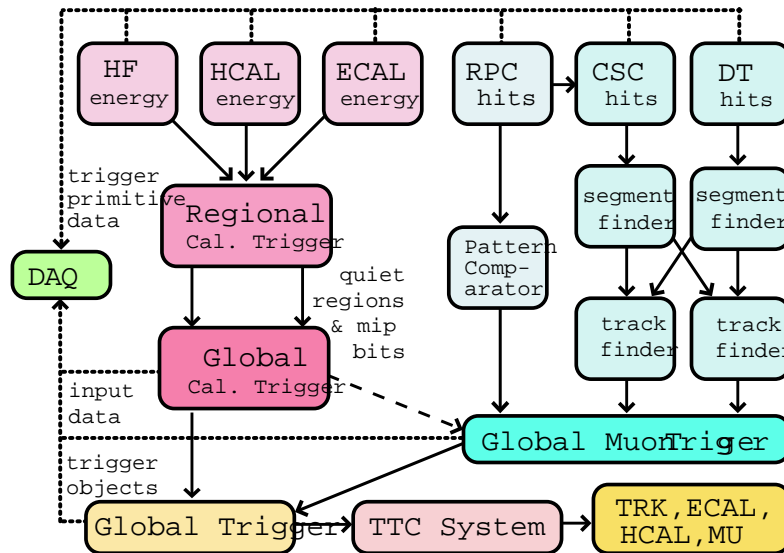 HF
energy
HCAL
energy
ECAL
energy
RPC
hits
CSC
hits
DT
hits
trigger
primitive
data
Regional
Cal. Trigger
segment
finder
segment
finder
Pattern
Comp-
arator
DAQ
quiet
regions
& mip
bits
Global
Cal. Trigger
track
finder
track
finder
input
data
Global Muon Trigger
trigger
objects
Global Trigger
TTC System
TRK,ECAL,
HCAL,MU